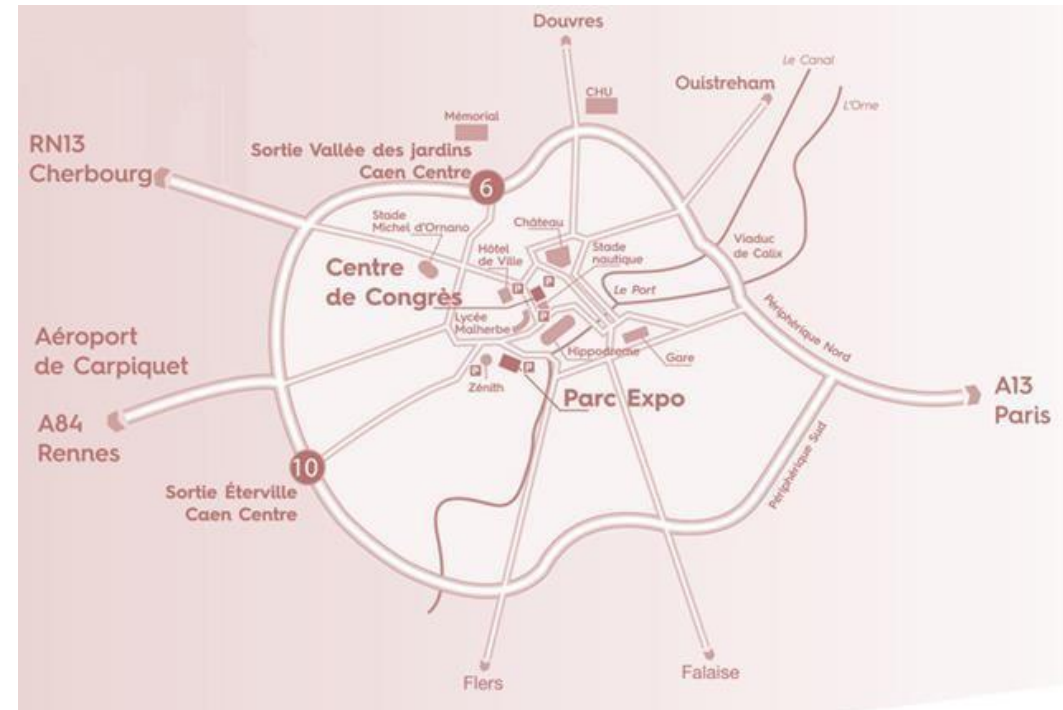 Douvres
Le Canal
Ouistreham
CHU
L'Orne
Mémorial
RN13
Cherbourg
Sortie Vallée des jardins
Caen Centre
6
Stade
Michel d'Ornano
Château
Hôtel
de Ville
Stade
nautique
Viaduc
de Calix
Centre
de Congrès
P
P
Le Port
P
Lycée
Malherbe
Périphérique Nord
Aéroport
de Carpiquet
Hippodrome
Gare
P
P
Zénith
Parc Expo
A13
Paris
A84
Rennes
Périphérique Sud
10
Sortie Éterville
Caen Centre
Flers
Falaise